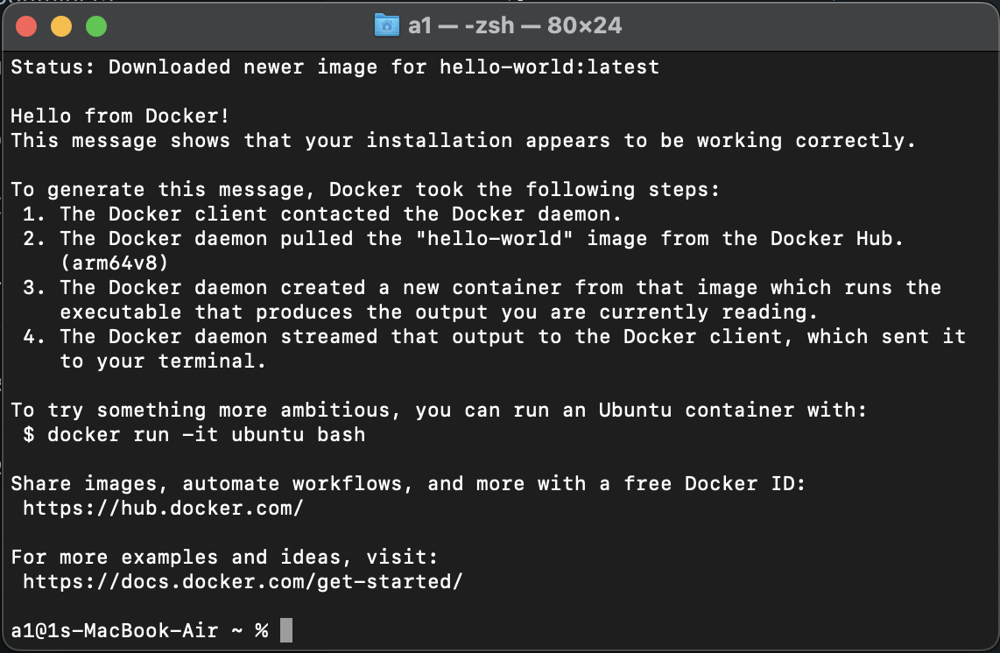 a1 — -zsh — 80×24
Status: Downloaded newer image for hello-world:latest
Hello from Docker!
This message shows that your installation appears to be working correctly.
To generate this message, Docker took the following steps:
1. The Docker client contacted the Docker daemon.
2. The Docker daemon pulled the "hello-world" image from the Docker Hub.
(arm64v8)
3. The Docker daemon created a new container from that image which runs the
executable that produces the output you are currently reading.
4. The Docker daemon streamed that output to the Docker client, which sent it
to your terminal.
To try something more ambitious, you can run an Ubuntu container with:
$ docker run -it ubuntu bash
Share images, automate workflows, and more with a free Docker ID:
https://hub.docker.com/
For more examples and ideas, visit:
https://docs.docker.com/get-started/
a1@1s-MacBook-Air ~ %